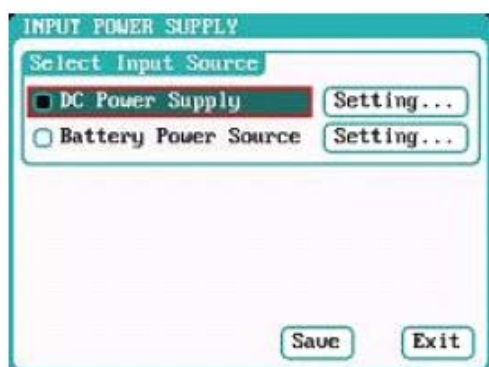 INPUT POWER SUPPLY
Select Input Source
DC Power Supply Setting...
Battery Power Source Setting...
Save Exit